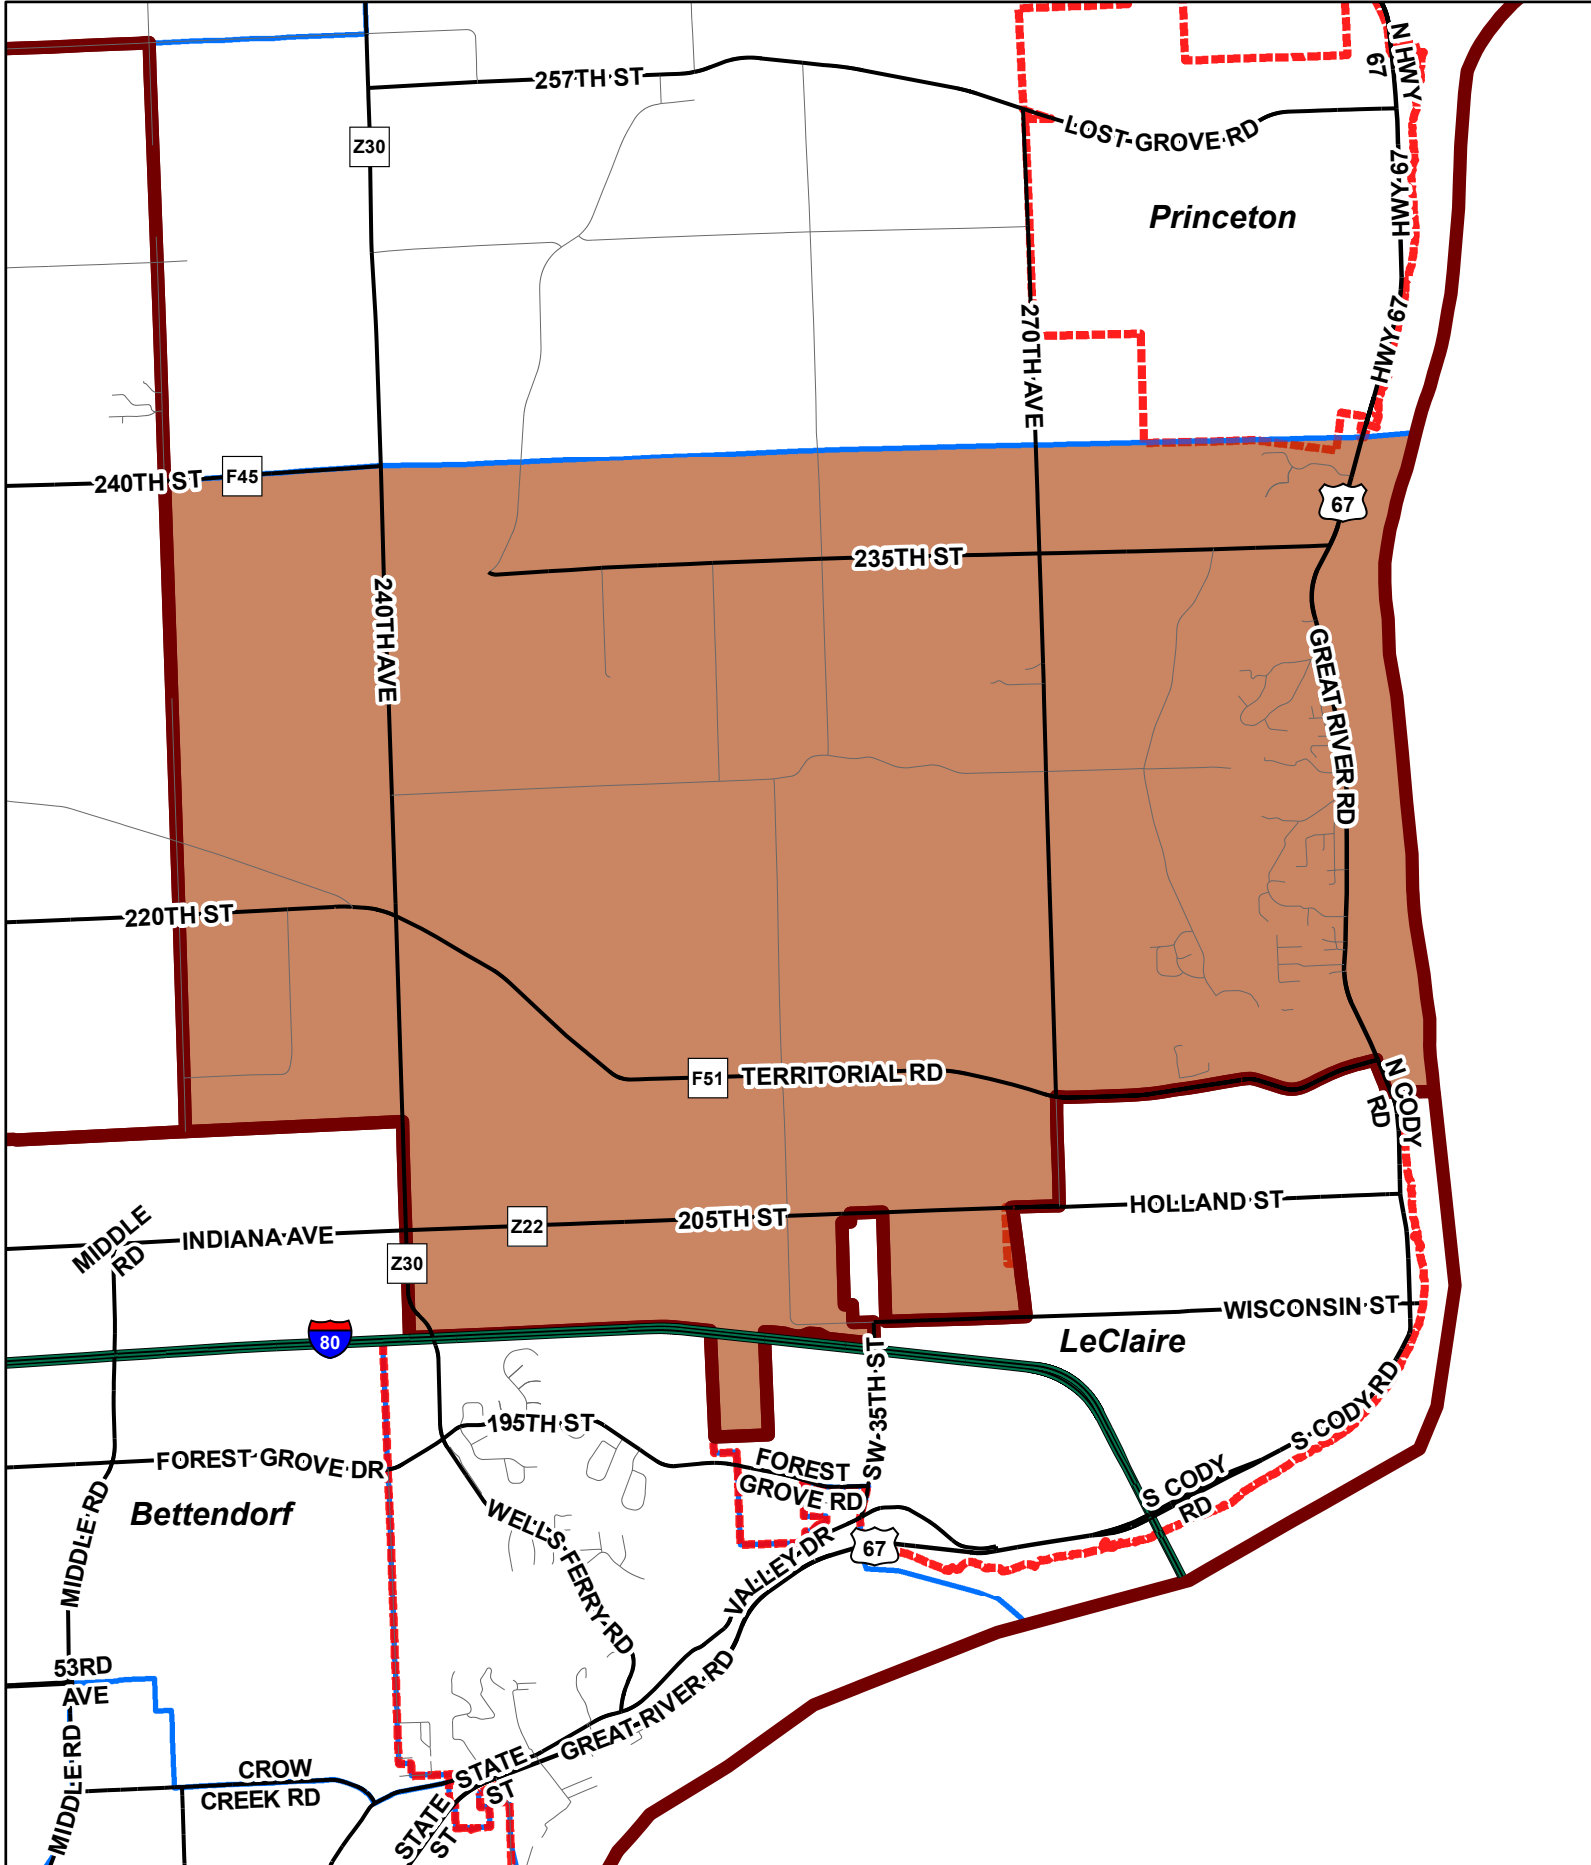 N HWY
67
257TH ST
Z30
LOST GROVE RD
HWY 67
Princeton
270TH AVE
HWY 67
240TH ST
F45
67
235TH ST
240TH AVE
GREAT RIVER RD
220TH ST
F51
TERRITORIAL RD
N CODY
RD
MIDDLE
RD
INDIANA AVE
Z22
205TH ST
HOLLAND ST
Z30
80
WISCONSIN ST
LeClaire
SW 35TH ST
195TH ST
FOREST GROVE DR
FOREST
GROVE RD
S CODY RD
S CODY
RD
Bettendorf
MIDDLE RD
WELLS FERRY RD
67
VALLEY DR
53RD
AVE
GREAT RIVER RD
MIDDLE RD
CROW
CREEK RD
STATE
ST
STATE
ST